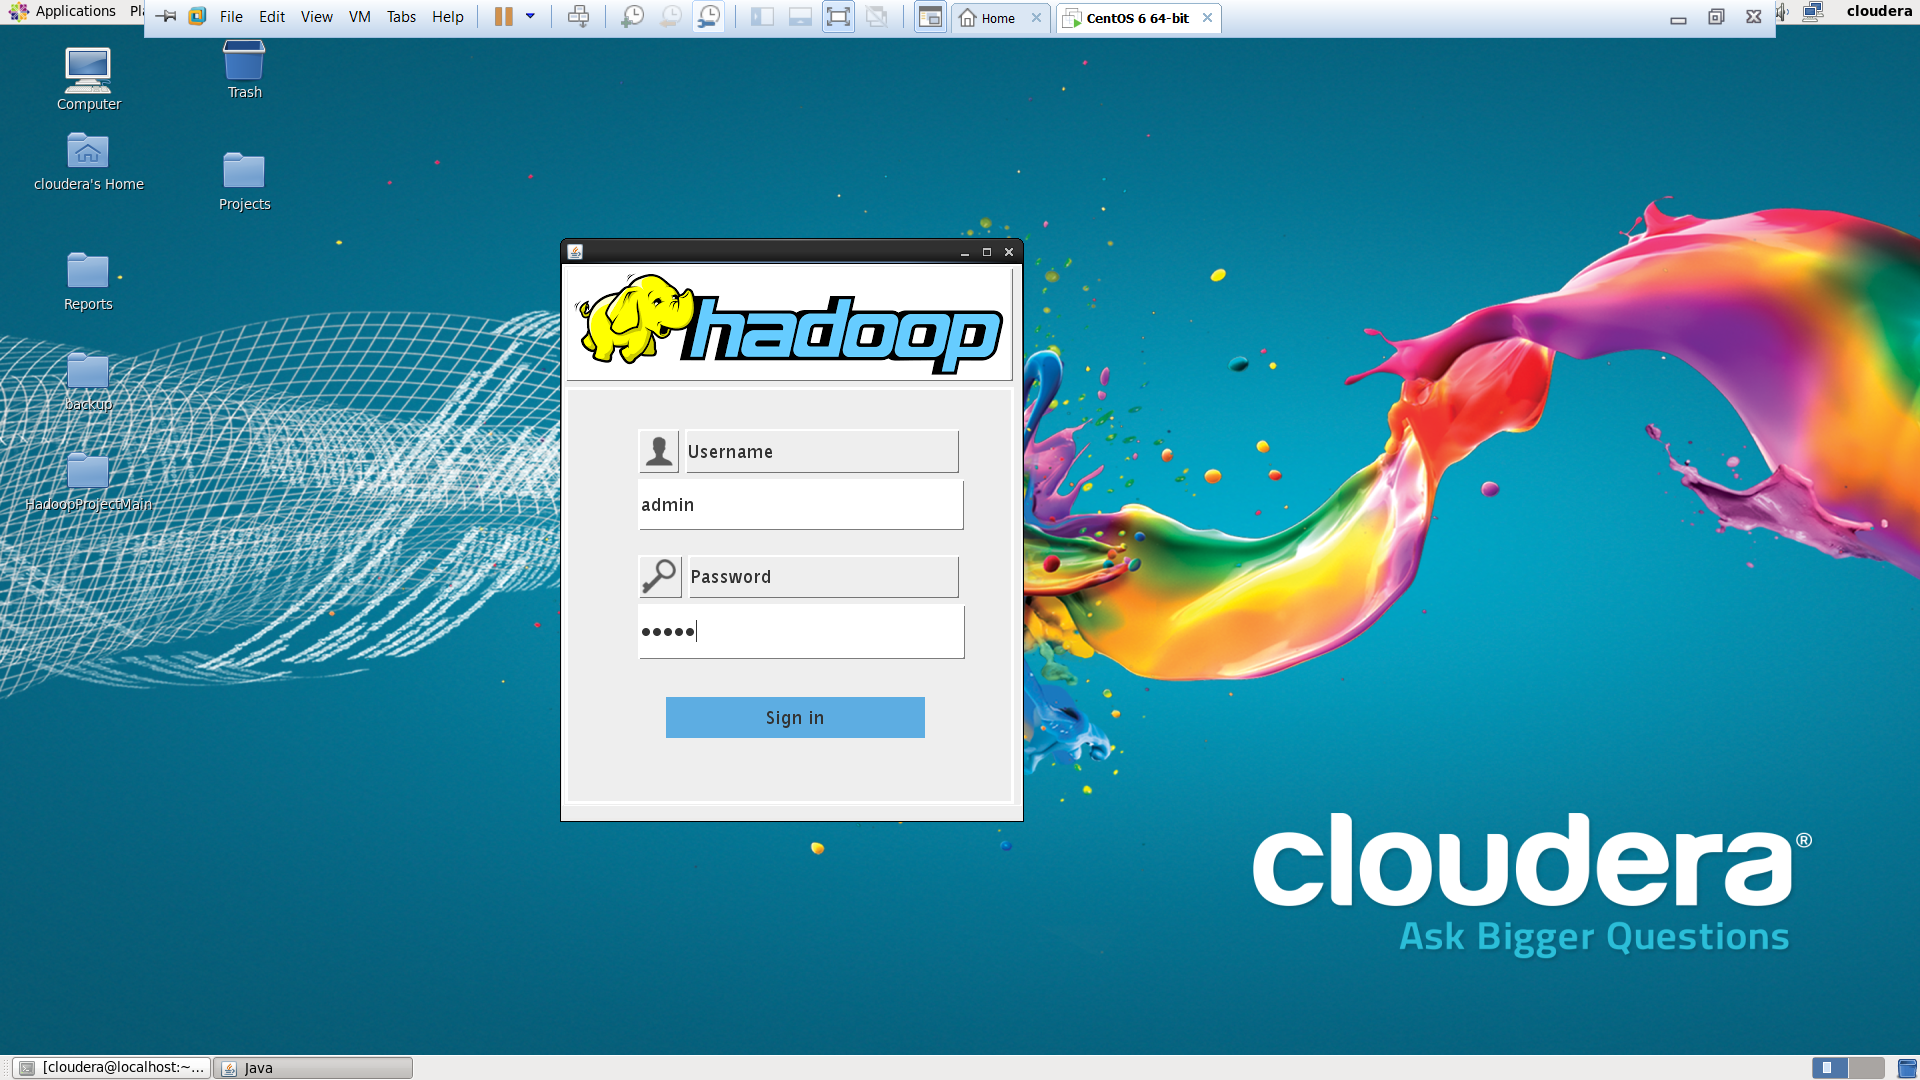 Applications
File Edit View VM Tabs Help
Home
CentOS 6 64-bit
cloudera
Computer
Trash
cloudera's Home
Projects
Reports
backup
HadoopProjectMain
hadoop
Username
admin
Password
Sign in
cloudera®
Ask Bigger Questions
[cloudera@localhost:~...
Java